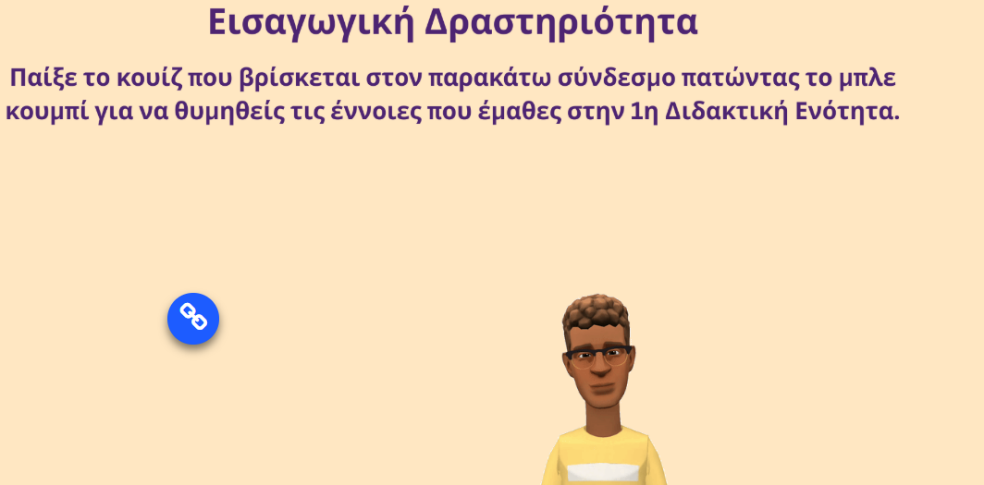 Εισαγωγική Δραστηριότητα
Παίξε το κουίζ που βρίσκεται στον παρακάτω σύνδεσμο πατώντας το μπλε
κουμπί για να θυμηθείς τις έννοιες που έμαθες στην 1η Διδακτική Ενότητα.